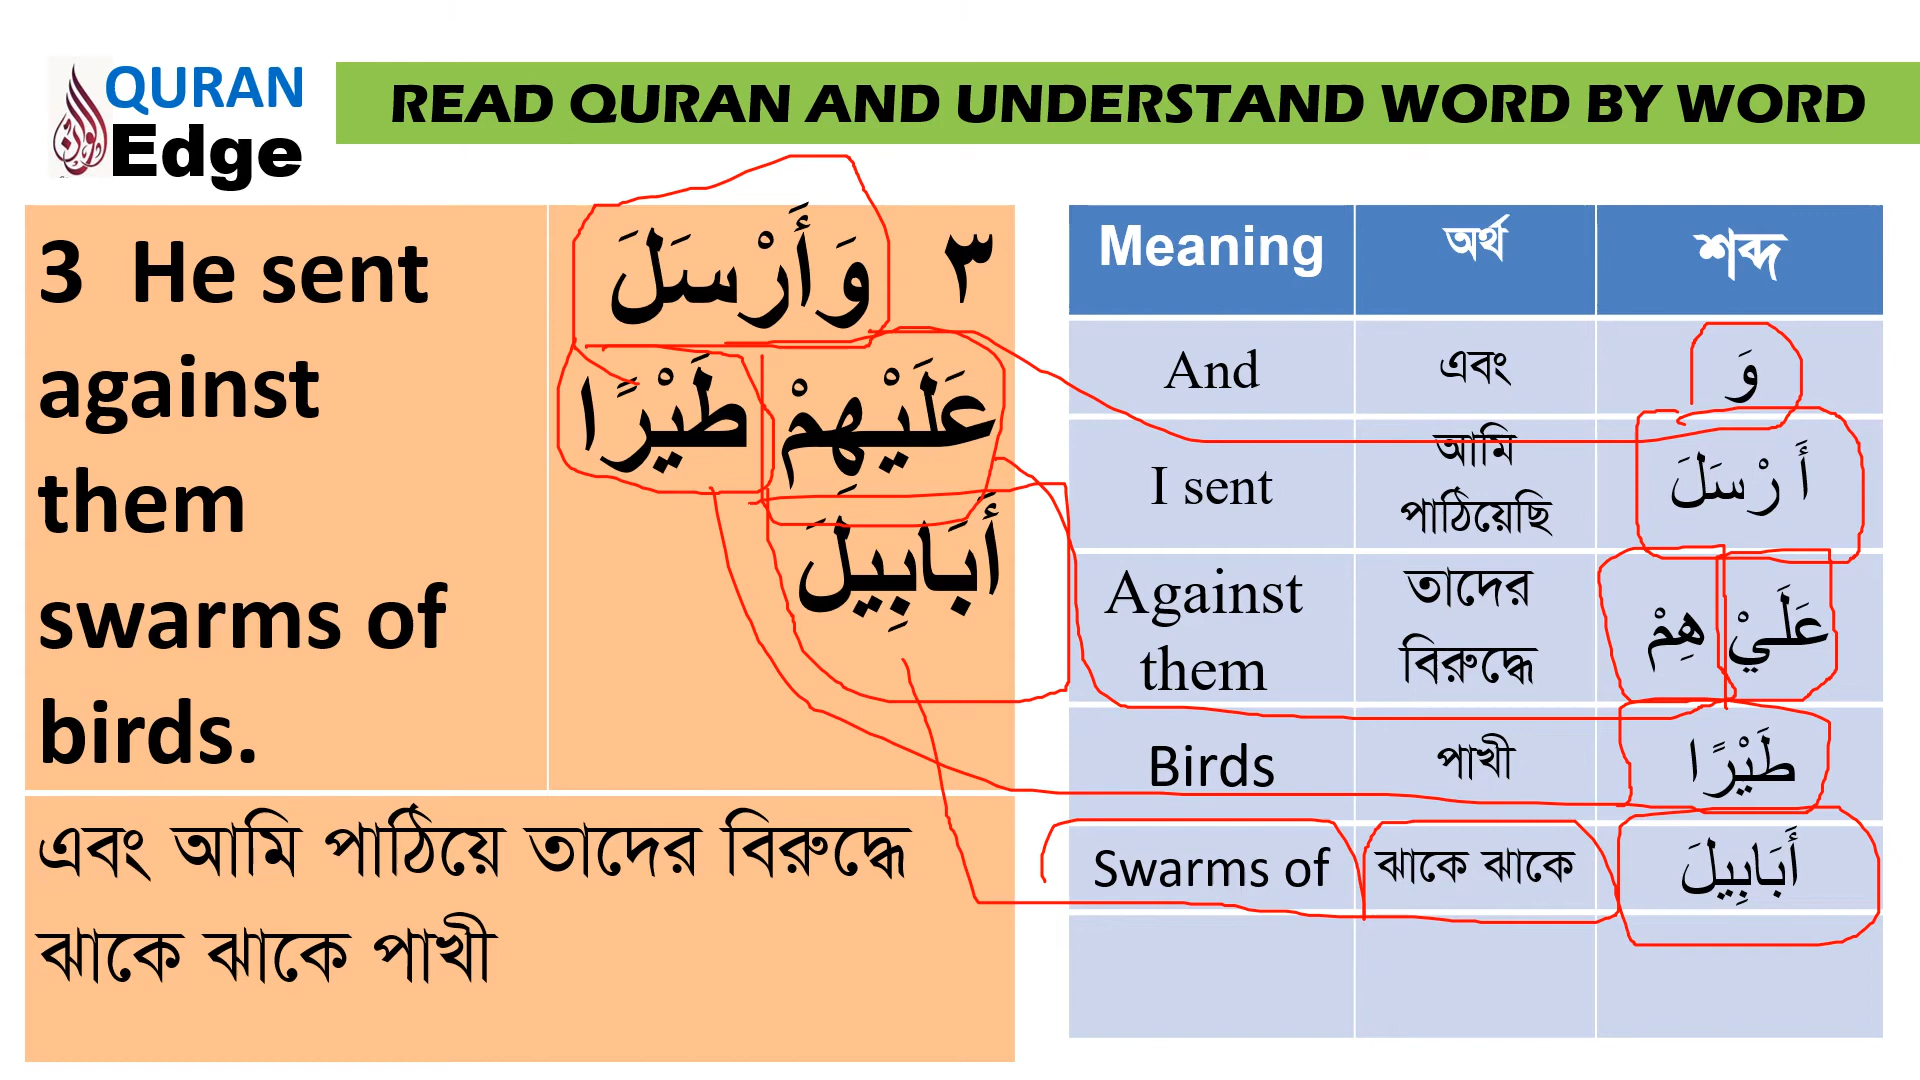 QURAN
Edge
READ QURAN AND UNDERSTAND WORD BY WORD
3 He sent
against
them
swarms of
birds.
٣ وَأَرْسَلَ
عَلَيْهِمْ طَيْرًا
أَبَابِيلَ
এবং আমি পাঠিয়ে তাদের বিরুদ্ধে
ঝাকে ঝাকে পাখী
Meaning অর্থ শব্দ
And এবং وَ
I sent আমি পাঠিয়েছি أَرْسَلَ
Against them তাদের বিরুদ্ধে عَلَيْ هِمْ
Birds পাখী طَيْرًا
Swarms of ঝাকে ঝাকে أَبَابِيلَ